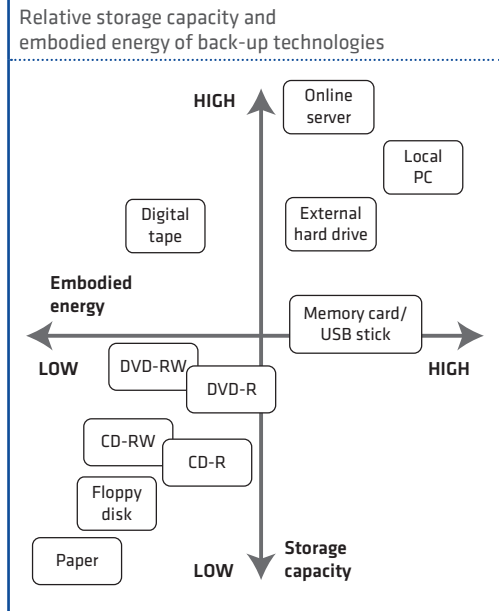 Relative storage capacity and
embodied energy of back-up technologies
HIGH
Online
server
Local
PC
Digital
tape
External
hard drive
Embodied
energy
Memory card/
USB stick
LOW
HIGH
DVD-RW
DVD-R
CD-RW
CD-R
Floppy
disk
Paper
LOW
Storage
capacity